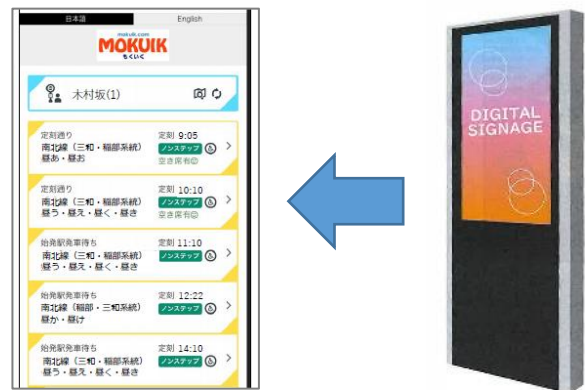 日本語
English
mokuik.com
MOKUIK
もくいく
木村坂(1)
定刻通り
定刻 9:05
南北線（三和・稲部系統）
ノンステップ
昼あ・昼お
空き席有☺
定刻通り
定刻 10:10
南北線（三和・稲部系統）
ノンステップ
昼う・昼え・昼く・昼き
空き席有☺
始発駅発車待ち
定刻 11:10
南北線（三和・稲部系統）
ノンステップ
昼う・昼え・昼く・昼き
始発駅発車待ち
定刻 12:22
南北線（稲部・三和系統）
ノンステップ
昼か・昼け
始発駅発車待ち
定刻 14:10
南北線（三和・稲部系統）
ノンステップ
昼う・昼え・昼く・昼き
DIGITAL
SIGNAGE